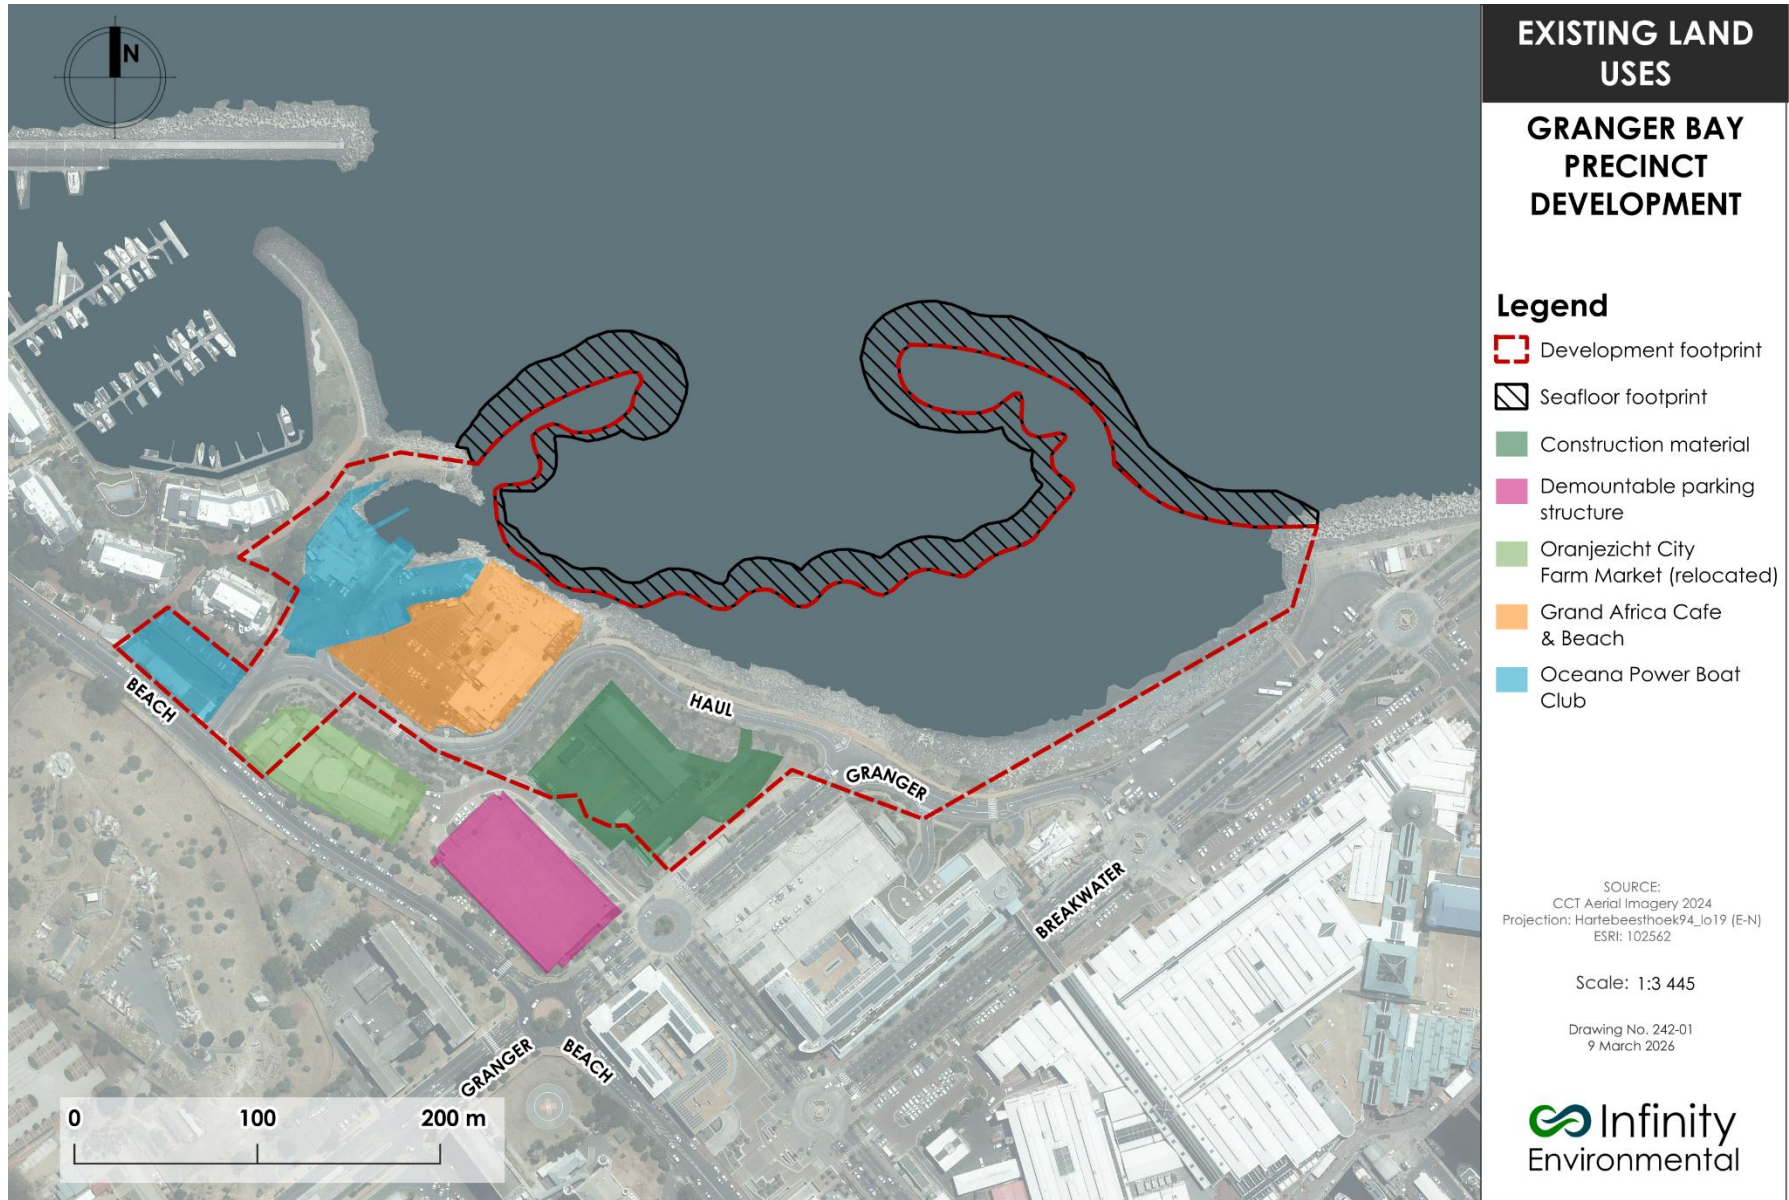 N
EXISTING LAND
USES
GRANGER BAY
PRECINCT
DEVELOPMENT
Legend
Development footprint
Seafloor footprint
Construction material
Demountable parking
structure
Oranjezicht City
Farm Market (relocated)
Grand Africa Cafe
& Beach
Oceana Power Boat
Club
BEACH
HAUL
GRANGER
BREAKWATER
GRANGER
BEACH
0 100 200 m
SOURCE:
CCT Aerial Imagery 2024
Projection: Hartebeesthoek94_lo19 (E-N)
ESRI: 102562
Scale: 1:3 445
Drawing No. 242-01
9 March 2026
Infinity
Environmental